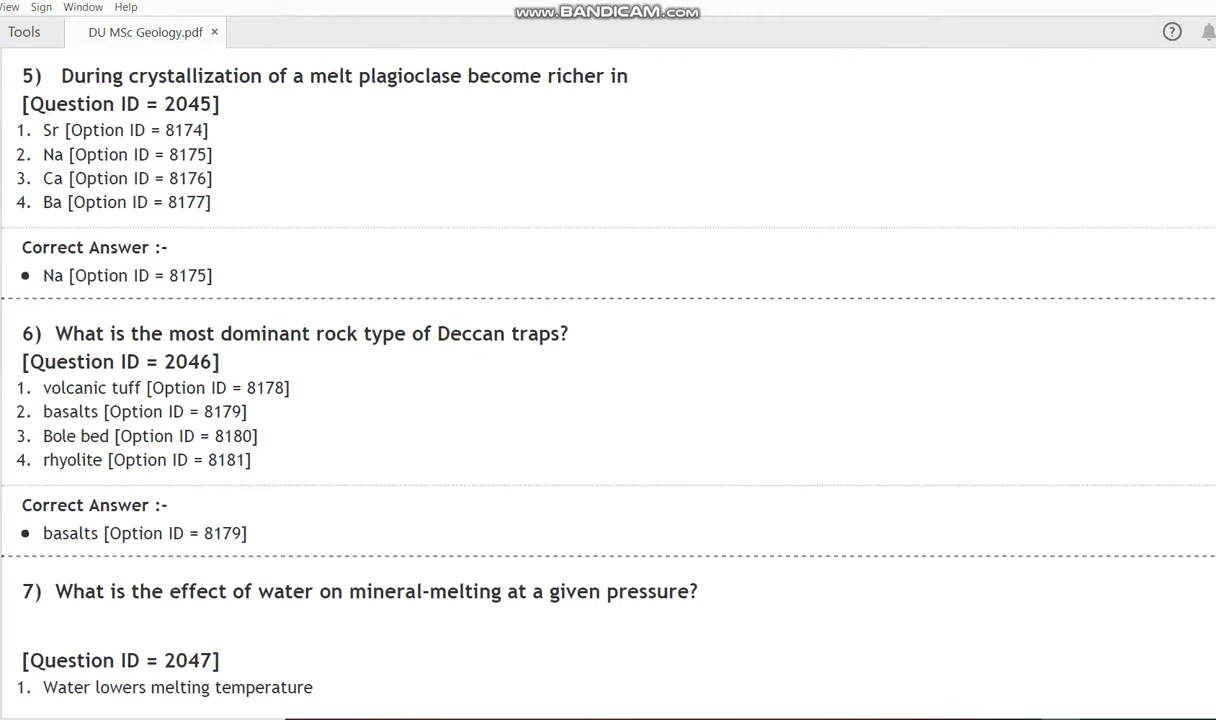 View Sign Window Help
www.BANDICAM.com
Tools DU MSc Geology.pdf ×
5) During crystallization of a melt plagioclase become richer in
[Question ID = 2045]
1. Sr [Option ID = 8174]
2. Na [Option ID = 8175]
3. Ca [Option ID = 8176]
4. Ba [Option ID = 8177]
Correct Answer :-
• Na [Option ID = 8175]
6) What is the most dominant rock type of Deccan traps?
[Question ID = 2046]
1. volcanic tuff [Option ID = 8178]
2. basalts [Option ID = 8179]
3. Bole bed [Option ID = 8180]
4. rhyolite [Option ID = 8181]
Correct Answer :-
• basalts [Option ID = 8179]
7) What is the effect of water on mineral-melting at a given pressure?
[Question ID = 2047]
1. Water lowers melting temperature